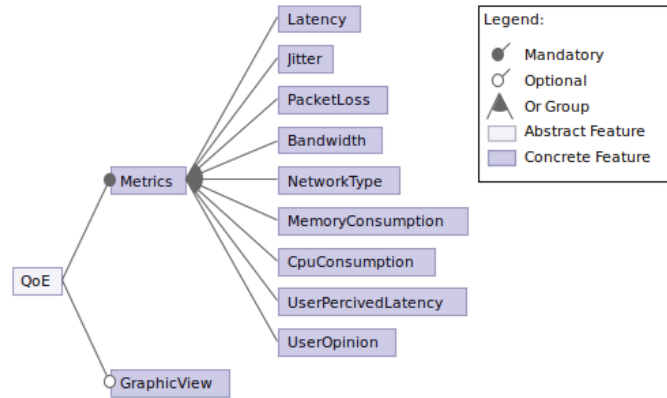 Latency
Jitter
PacketLoss
Bandwidth
Metrics
NetworkType
MemoryConsumption
CpuConsumption
QoE
UserPercivedLatency
UserOpinion
GraphicView
Legend:
Mandatory
Optional
Or Group
Abstract Feature
Concrete Feature